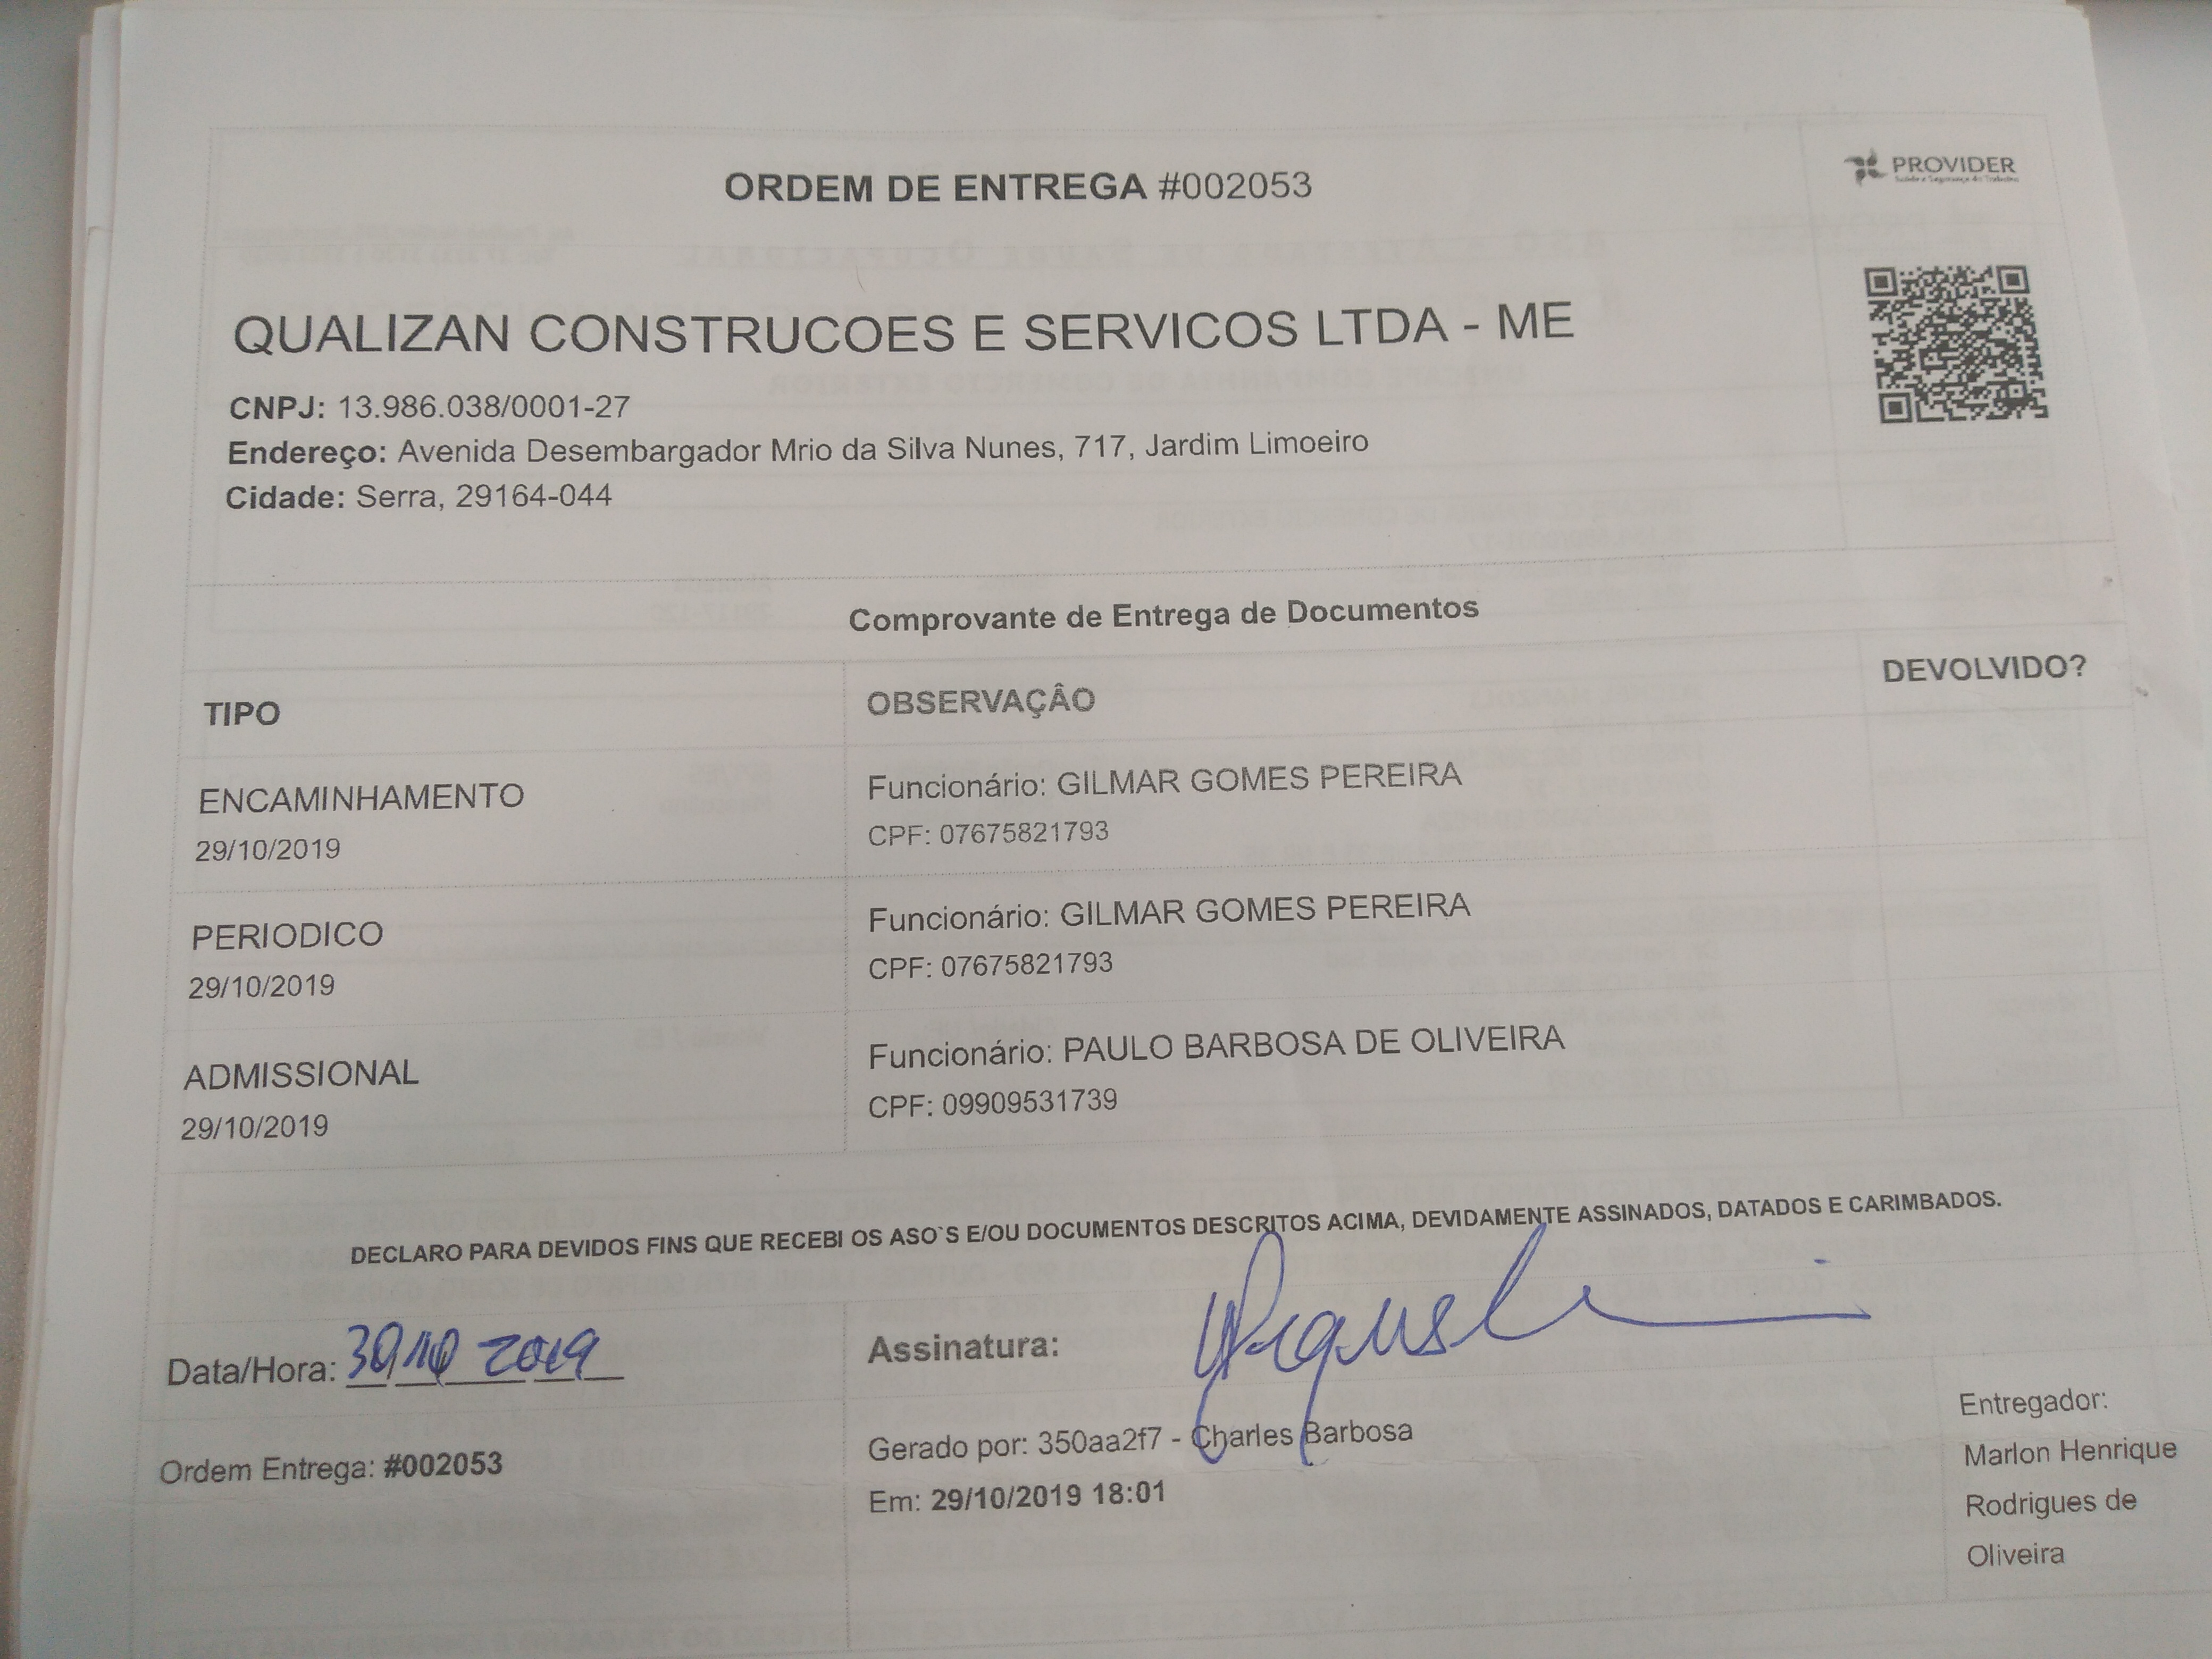 ORDEM DE ENTREGA #002053
PROVIDER
QUALIZAN CONSTRUCOES E SERVICOS LTDA - ME
CNPJ: 13.986.038/0001-27
Endereço: Avenida Desembargador Mrio da Silva Nunes, 717, Jardim Limoeiro
Cidade: Serra, 29164-044
Comprovante de Entrega de Documentos
TIPO OBSERVAÇÃO DEVOLVIDO?
ENCAMINHAMENTO Funcionário: GILMAR GOMES PEREIRA
29/10/2019 CPF: 07675821793
PERIODICO Funcionário: GILMAR GOMES PEREIRA
29/10/2019 CPF: 07675821793
ADMISSIONAL Funcionário: PAULO BARBOSA DE OLIVEIRA
29/10/2019 CPF: 09909531739
DECLARO PARA DEVIDOS FINS QUE RECEBI OS ASO`S E/OU DOCUMENTOS DESCRITOS ACIMA, DEVIDAMENTE ASSINADOS, DATADOS E CARIMBADOS.
Data/Hora: 30/10 2019 Assinatura:
Ordem Entrega: #002053 Gerado por: 350aa2f7 - Charles Barbosa
Em: 29/10/2019 18:01
Entregador:
Marlon Henrique
Rodrigues de
Oliveira